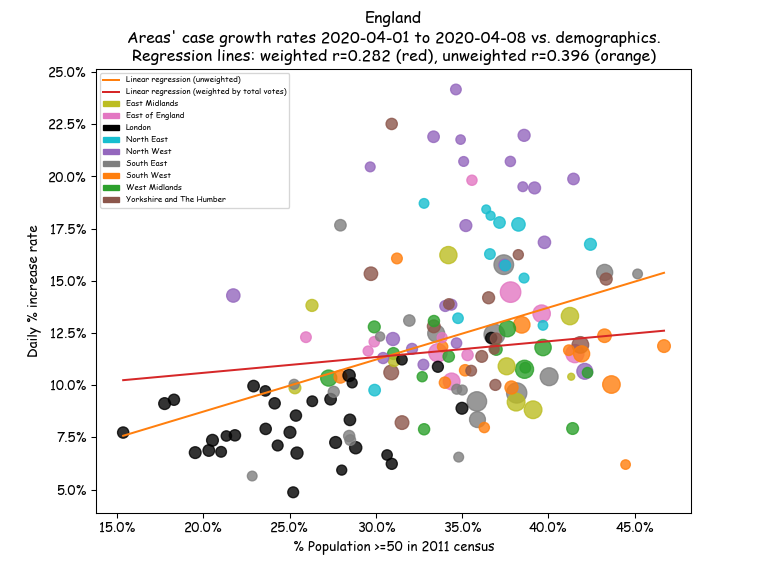 England
Areas' case growth rates 2020-04-01 to 2020-04-08 vs. demographics.
Regression lines: weighted r=0.282 (red), unweighted r=0.396 (orange)
25.0%
22.5%
20.0%
17.5%
15.0%
12.5%
10.0%
7.5%
5.0%
Daily % increase rate
Linear regression (unweighted)
Linear regression (weighted by total votes)
East Midlands
East of England
London
North East
North West
South East
South West
West Midlands
Yorkshire and The Humber
15.0% 20.0% 25.0% 30.0% 35.0% 40.0% 45.0%
% Population >=50 in 2011 census